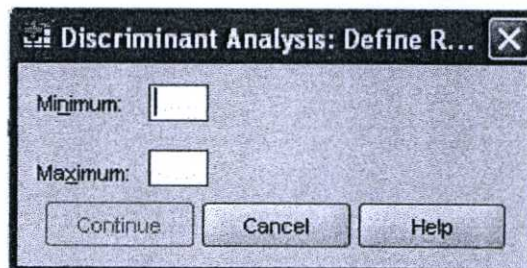 Discriminant Analysis: Define R...
Minimum:
Maximum:
Continue Cancel Help